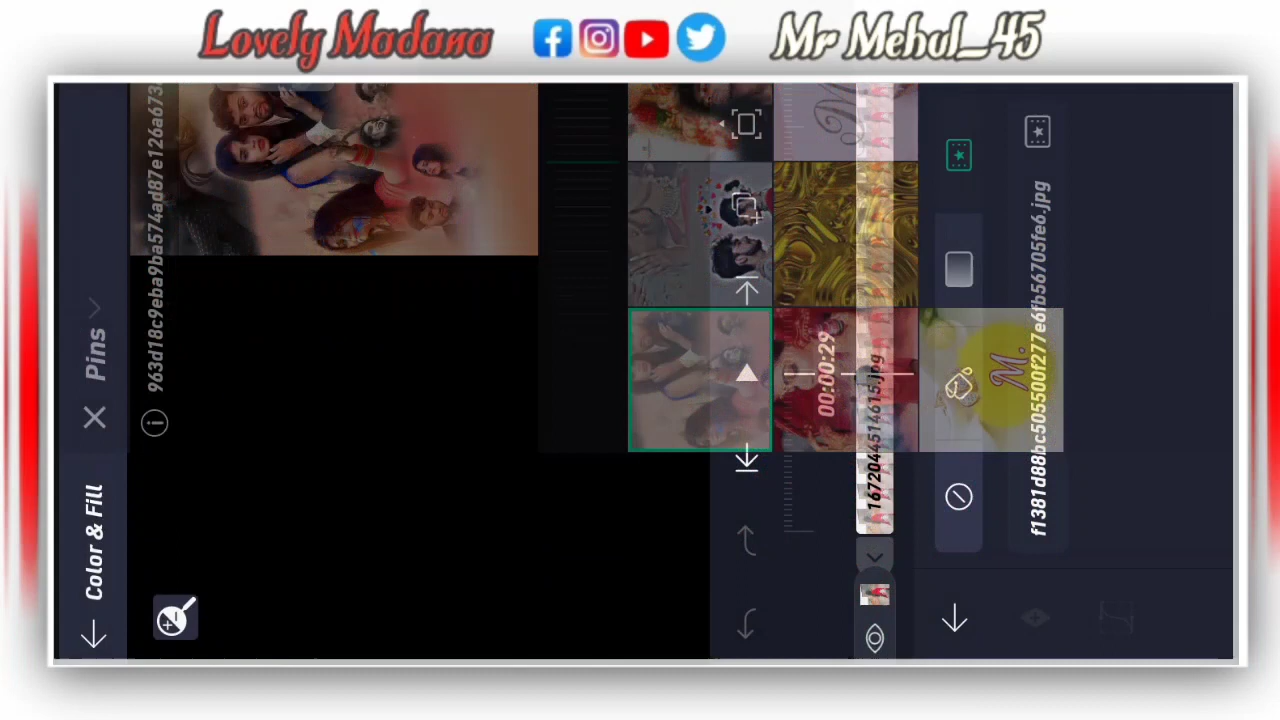 Lovely Madana
Mr Mehul_45
Color & Fill
Pins
963d18c9eba9ba574ad87e126a673
00:00:29
1672044514615.jpg
f1381d88bc505500f277e6fb56705fe6.jpg
M.